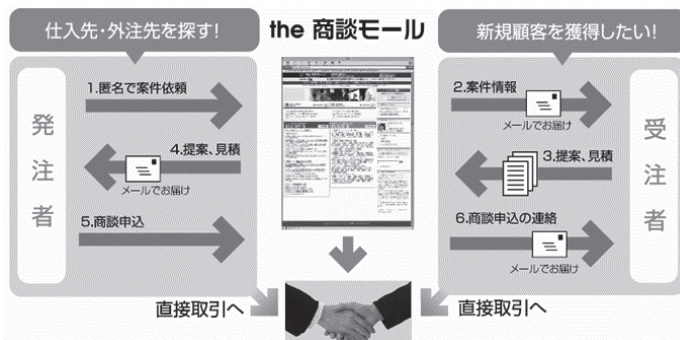 仕入先・外注先を探す!
the 商談モール
新規顧客を獲得したい!
発注者
1.匿名で案件依頼
4.提案、見積
メールでお届け
5.商談申込
2.案件情報
メールでお届け
3.提案、見積
6.商談申込の連絡
メールでお届け
受注者
直接取引へ
直接取引へ